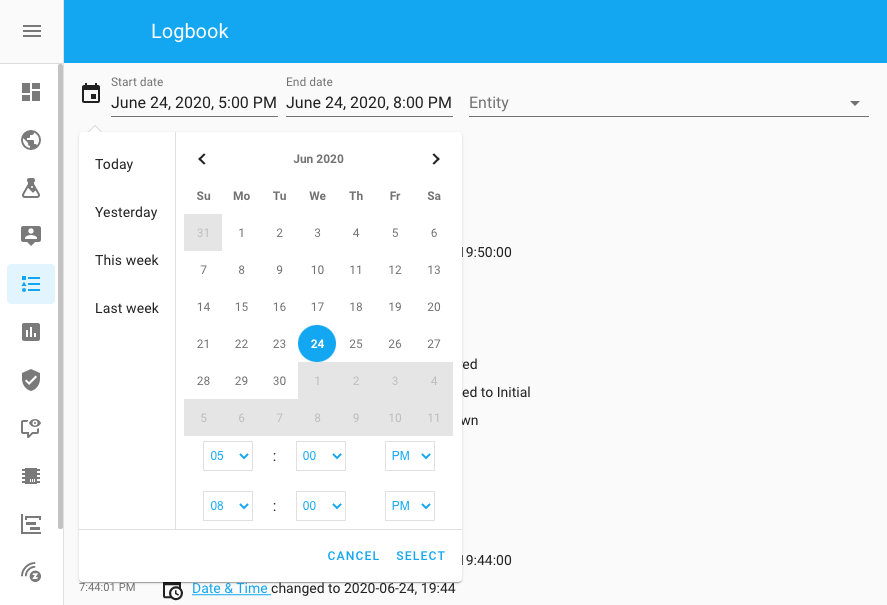 Logbook
Start date
End date
June 24, 2020, 5:00 PM
June 24, 2020, 8:00 PM
Entity
Today
Yesterday
This week
Last week
Jun 2020
Su Mo Tu We Th Fr Sa
31 1 2 3 4 5 6
7 8 9 10 11 12 13
14 15 16 17 18 19 20
21 22 23 24 25 26 27
28 29 30 1 2 3 4
5 6 7 8 9 10 11
05 : 00 PM
08 : 00 PM
CANCEL SELECT
19:50:00
ed to Initial
19:44:00
7:44:01 PM Date & Time changed to 2020-06-24, 19:44